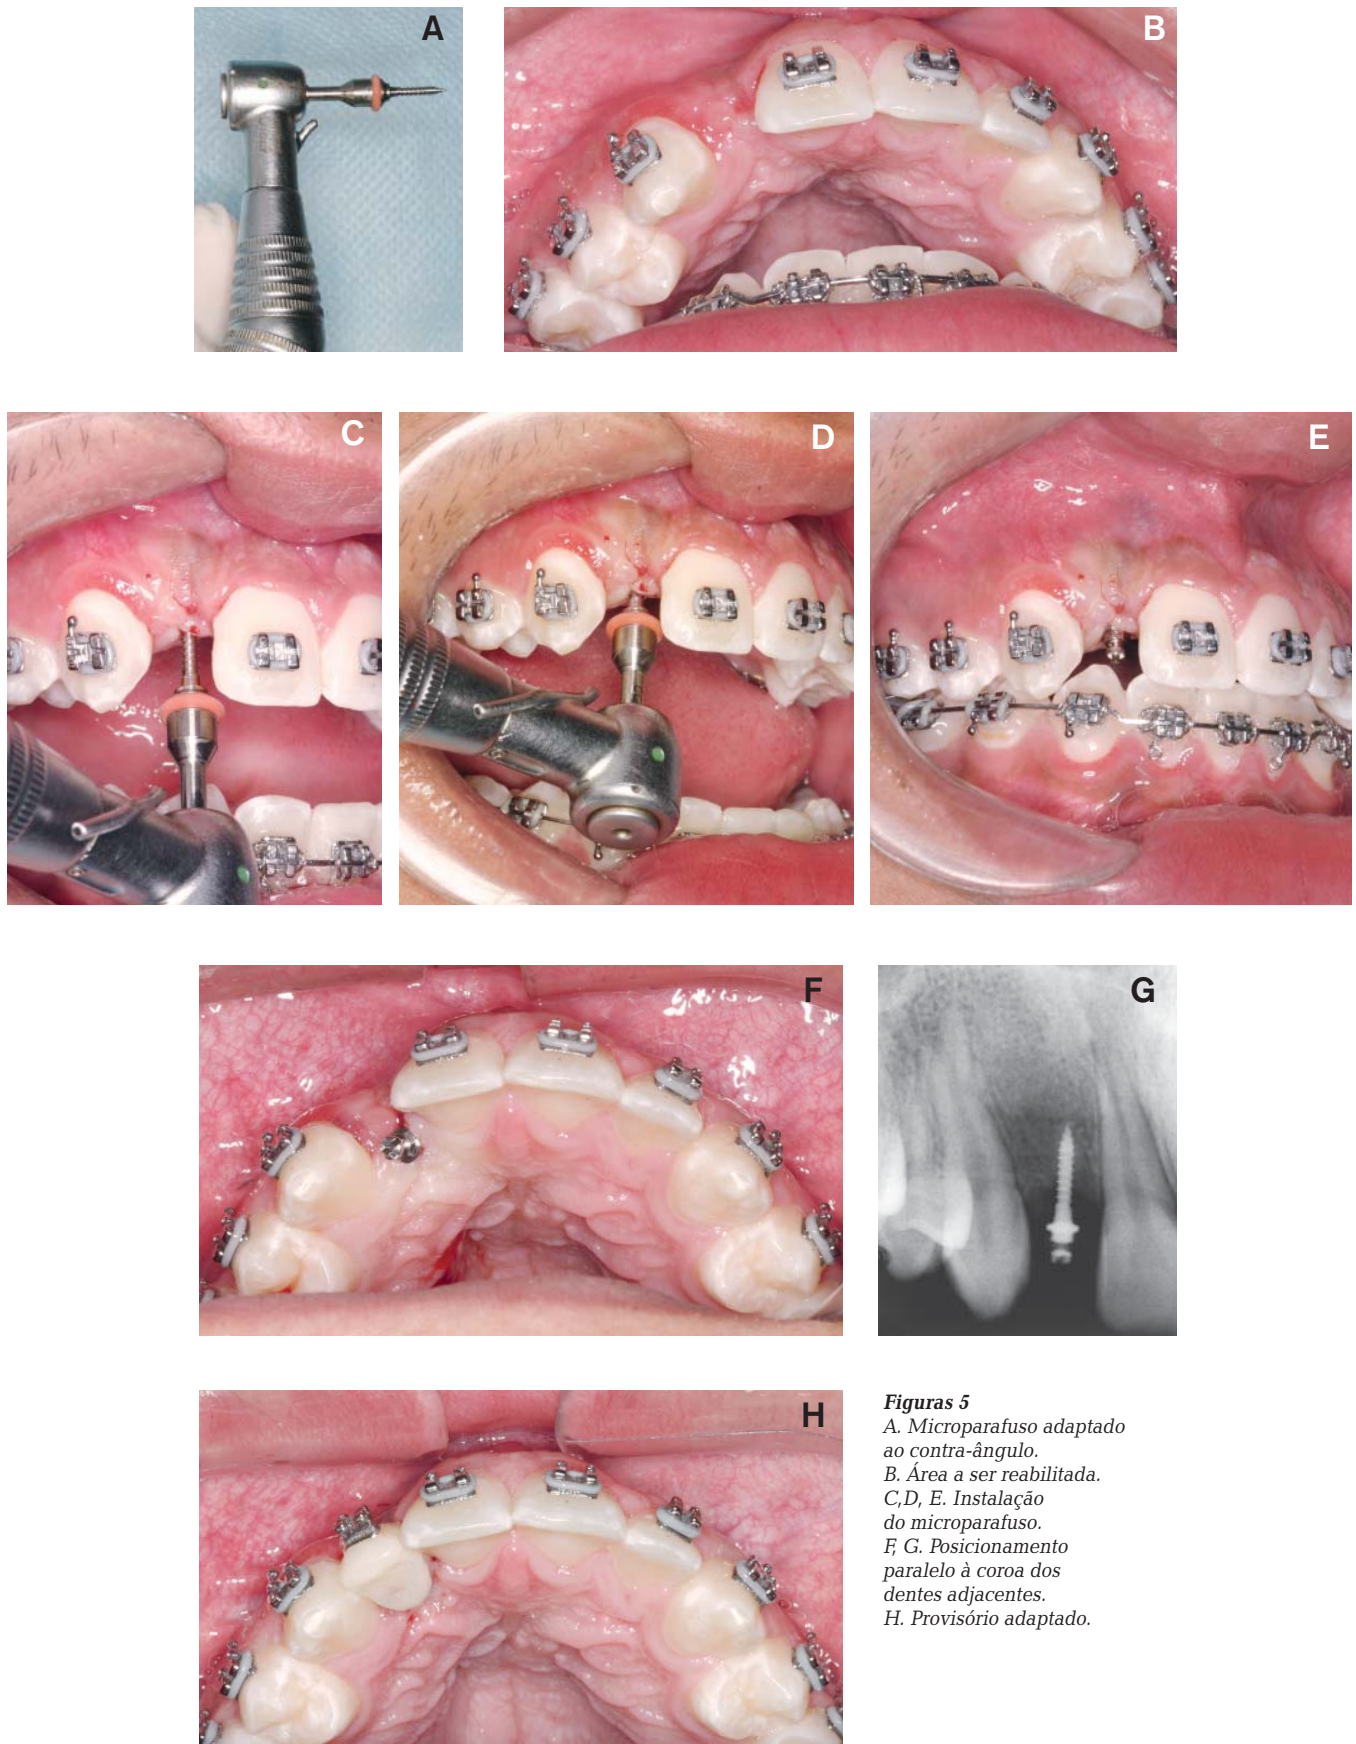 A
B
C
D
E
F
G
H
Figuras 5
A. Microparafuso adaptado
ao contra-ângulo.
B. Área a ser reabilitada.
C,D, E. Instalação
do microparafuso.
F, G. Posicionamento
paralelo à coroa dos
dentes adjacentes.
H. Provisório adaptado.